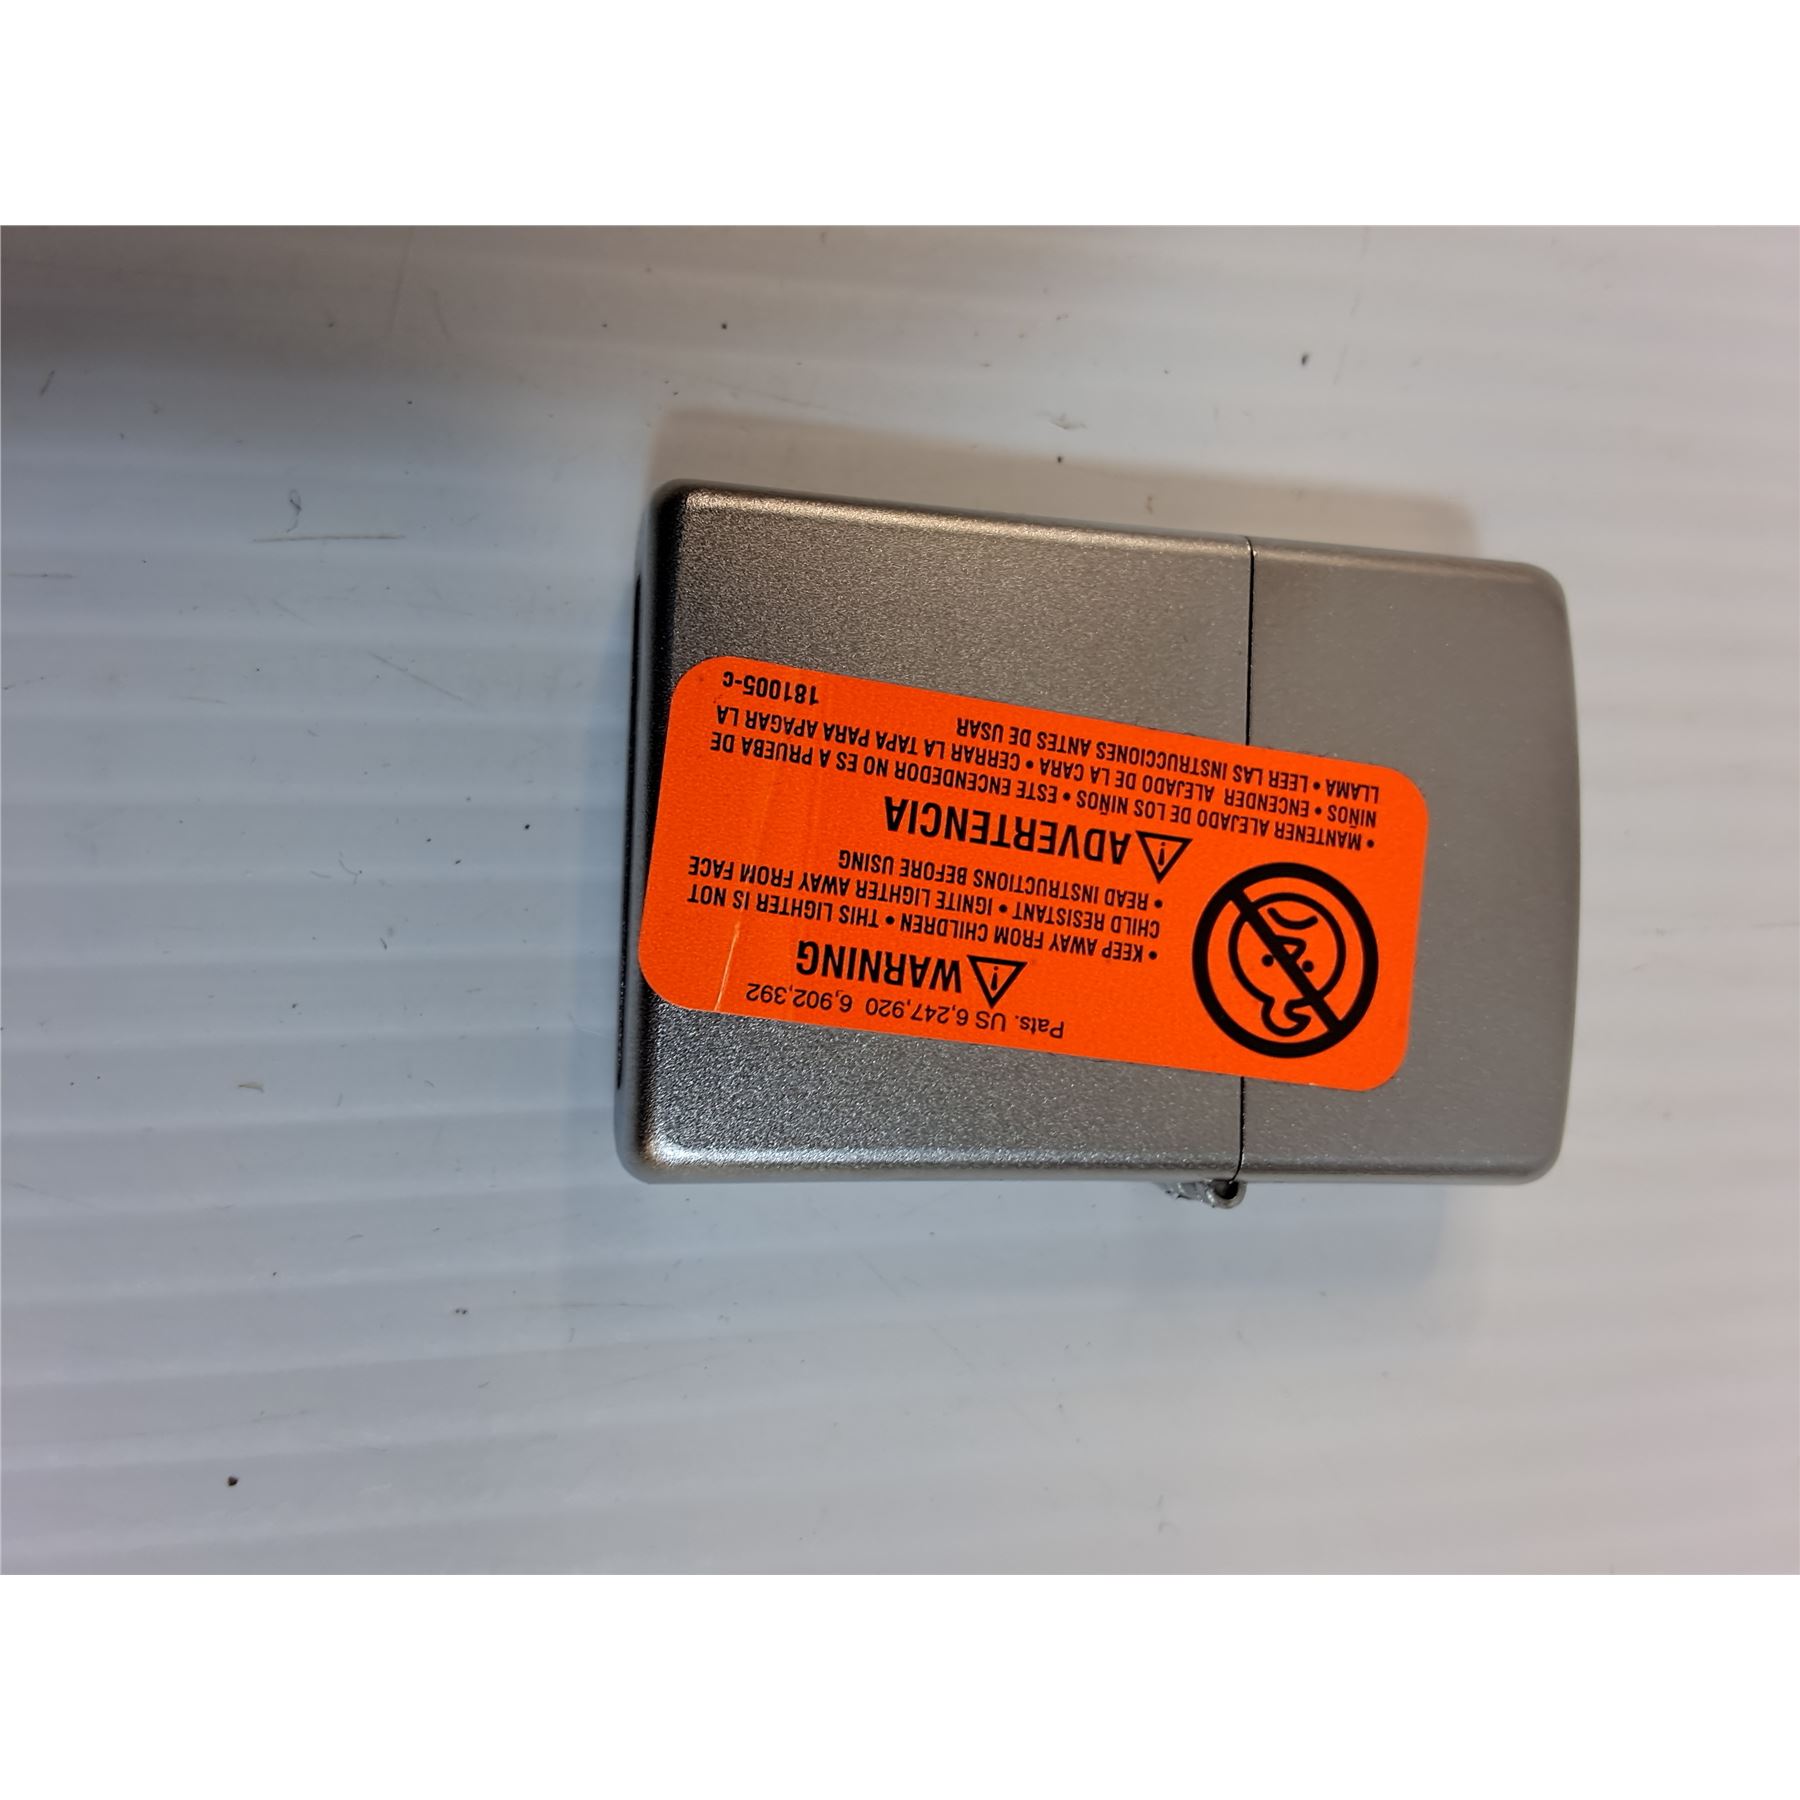 Pats. US 6,247,920  6,902,392
WARNING
• KEEP AWAY FROM CHILDREN • THIS LIGHTER IS NOT
CHILD RESISTANT • IGNITE LIGHTER AWAY FROM FACE
• READ INSTRUCTIONS BEFORE USING
ADVERTENCIA
• MANTENER ALEJADO DE LOS NIÑOS • ESTE ENCENDEDOR NO ES A PRUEBA DE
NIÑOS • ENCENDER ALEJADO DE LA CARA • CERRAR LA TAPA PARA APAGAR LA
LLAMA • LEER LAS INSTRUCCIONES ANTES DE USAR
181005-c